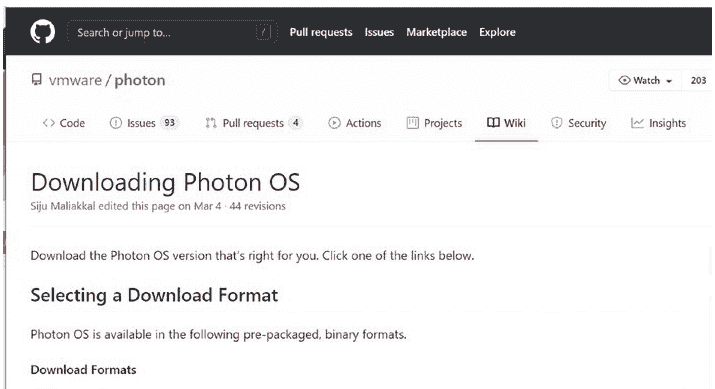 Search or jump to... / Pull requests Issues Marketplace Explore
vmware / photon Watch 203
Code Issues 93 Pull requests 4 Actions Projects Wiki Security Insights
Downloading Photon OS
Siju Maliakkal edited this page on Mar 4 · 44 revisions
Download the Photon OS version that's right for you. Click one of the links below.
Selecting a Download Format
Photon OS is available in the following pre-packaged, binary formats.
Download Formats